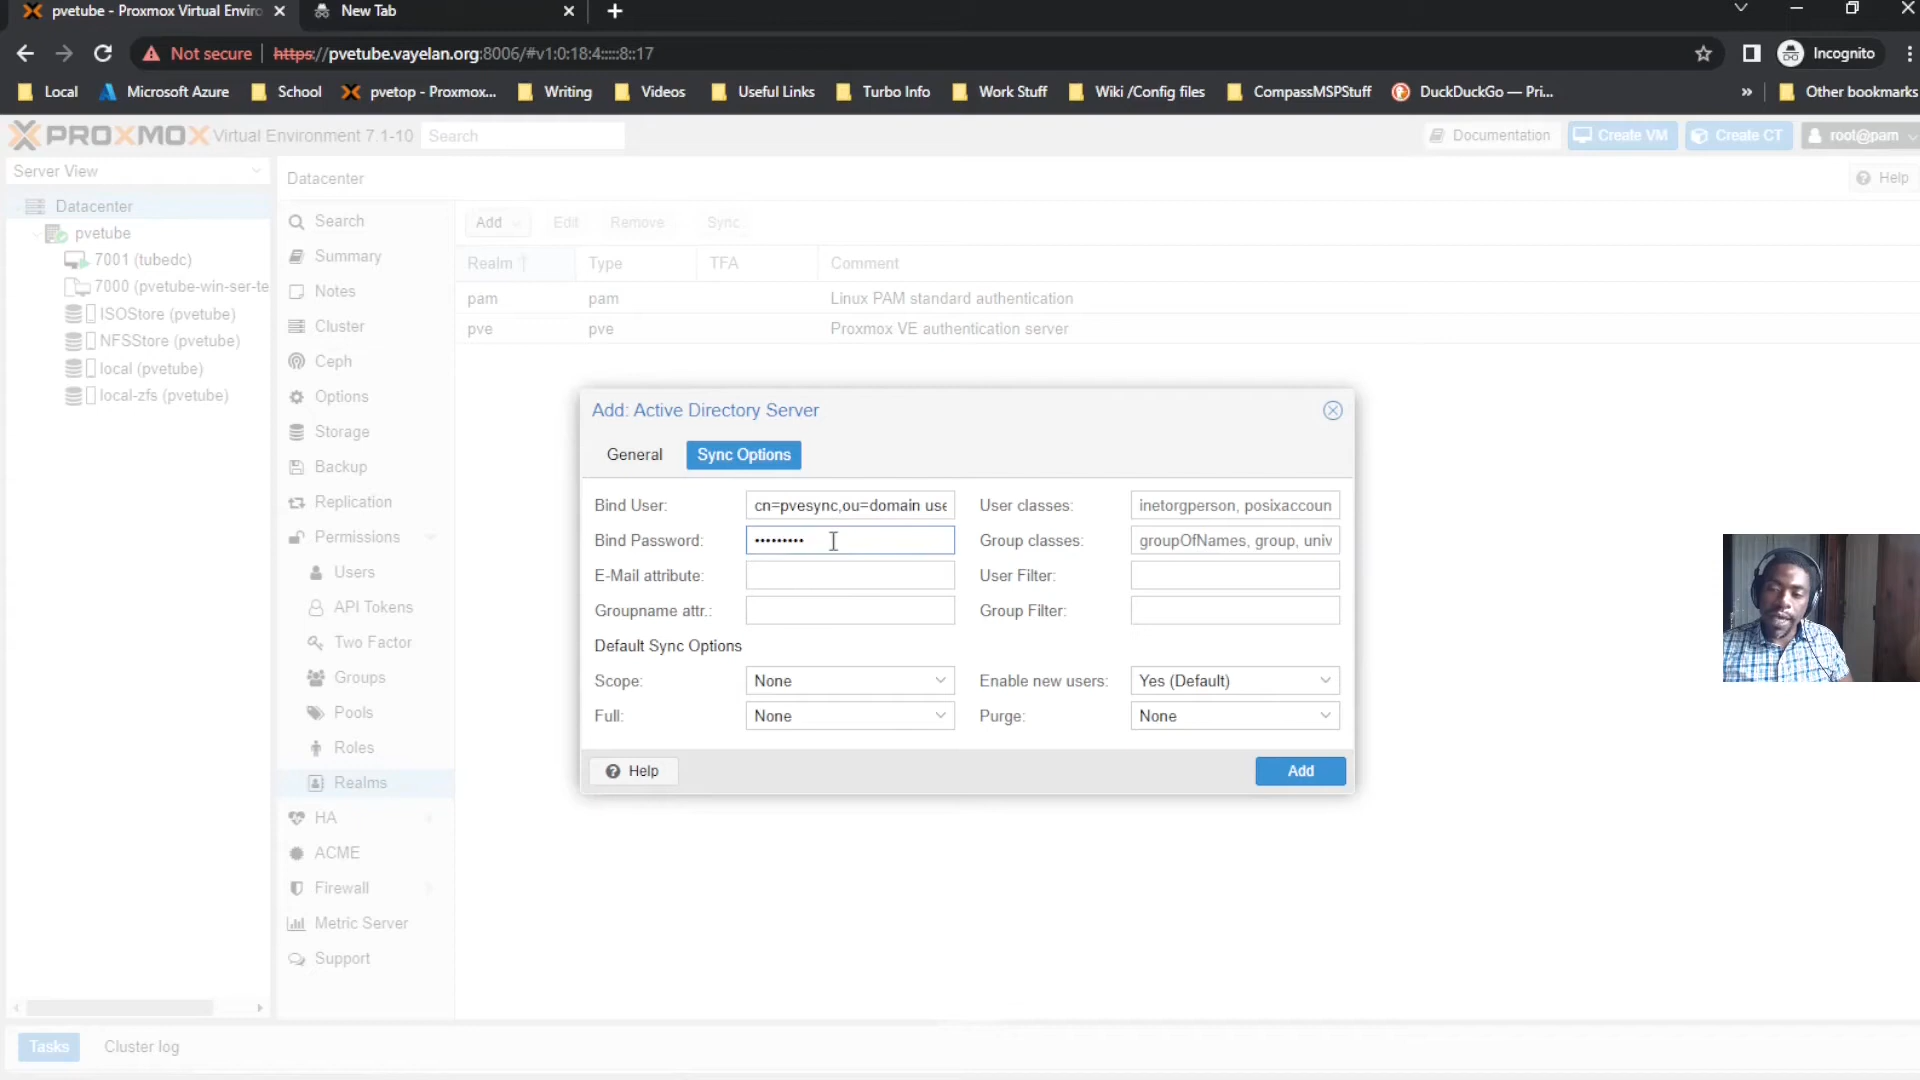 pvetube - Proxmox Virtual Enviro
New Tab
Not secure
https://pvetube.vayelan.org:8006/#v1:0:18:4:::::8::17
Incognito
Local
Microsoft Azure
School
pvetop - Proxmox...
Writing
Videos
Useful Links
Turbo Info
Work Stuff
Wiki /Config files
CompassMSPStuff
DuckDuckGo — Pri...
»
Other bookmarks
PROXMOX Virtual Environment 7.1-10
Search
Documentation
Create VM
Create CT
root@pam
Server View
Datacenter
Help
Datacenter
pvetube
7001 (tubedc)
7000 (pvetube-win-ser-te
ISOStore (pvetube)
NFSStore (pvetube)
local (pvetube)
local-zfs (pvetube)
Search
Summary
Notes
Cluster
Ceph
Options
Storage
Backup
Replication
Permissions
Users
API Tokens
Two Factor
Groups
Pools
Roles
Realms
HA
ACME
Firewall
Metric Server
Support
Add
Edit
Remove
Sync
Realm ↑ Type TFA Comment
pam pam Linux PAM standard authentication
pve pve Proxmox VE authentication server
Add: Active Directory Server
General
Sync Options
Bind User: cn=pvesync,ou=domain use
User classes: inetorgperson, posixaccoun
Bind Password: •••••••••
Group classes: groupOfNames, group, univ
E-Mail attribute:
User Filter:
Groupname attr.:
Group Filter:
Default Sync Options
Scope: None
Enable new users: Yes (Default)
Full: None
Purge: None
Help
Add
Tasks
Cluster log